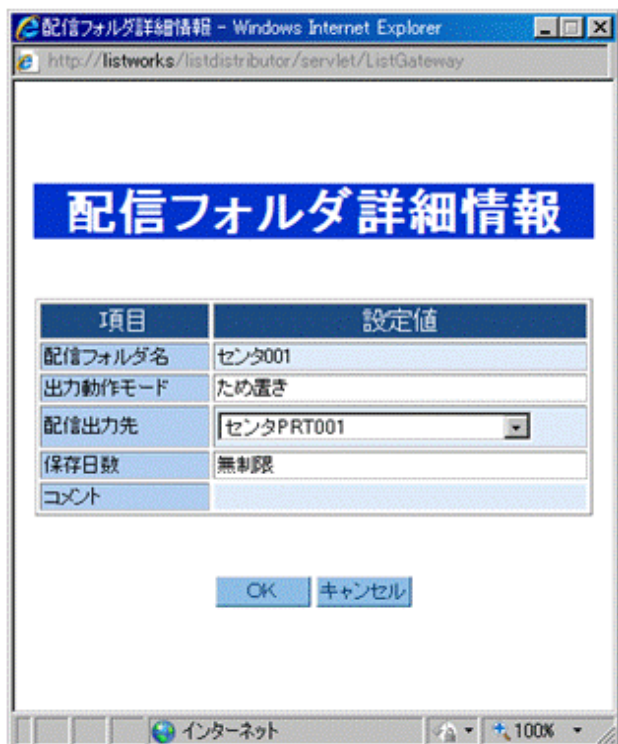 配信フォルダ詳細情報 - Windows Internet Explorer
http://listworks/listdistributor/servlet/ListGateway
配信フォルダ詳細情報
項目 設定値
配信フォルダ名 センタ001
出力動作モード ため置き
配信出力先 センタPRT001
保存日数 無制限
コメント
OK キャンセル
インターネット 100%